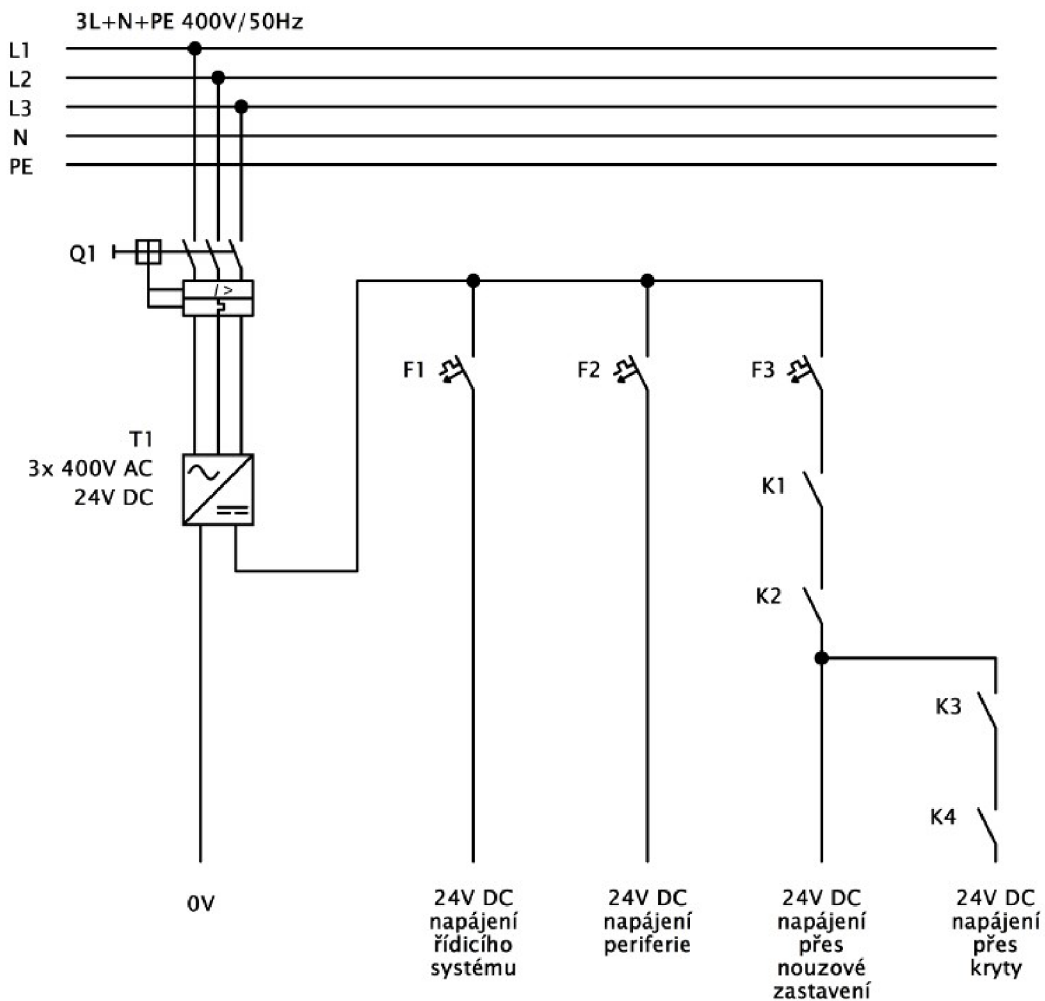 3L+N+PE 400V/50Hz
L1
L2
L3
N
PE
Q1
I >
F1
F2
F3
T1
3x 400V AC
24V DC
K1
K2
K3
K4
0V
24V DC
napájení
řídicího
systému
24V DC
napájení
periferie
24V DC
napájení
přes
nouzové
zastavení
24V DC
napájení
přes
kryty